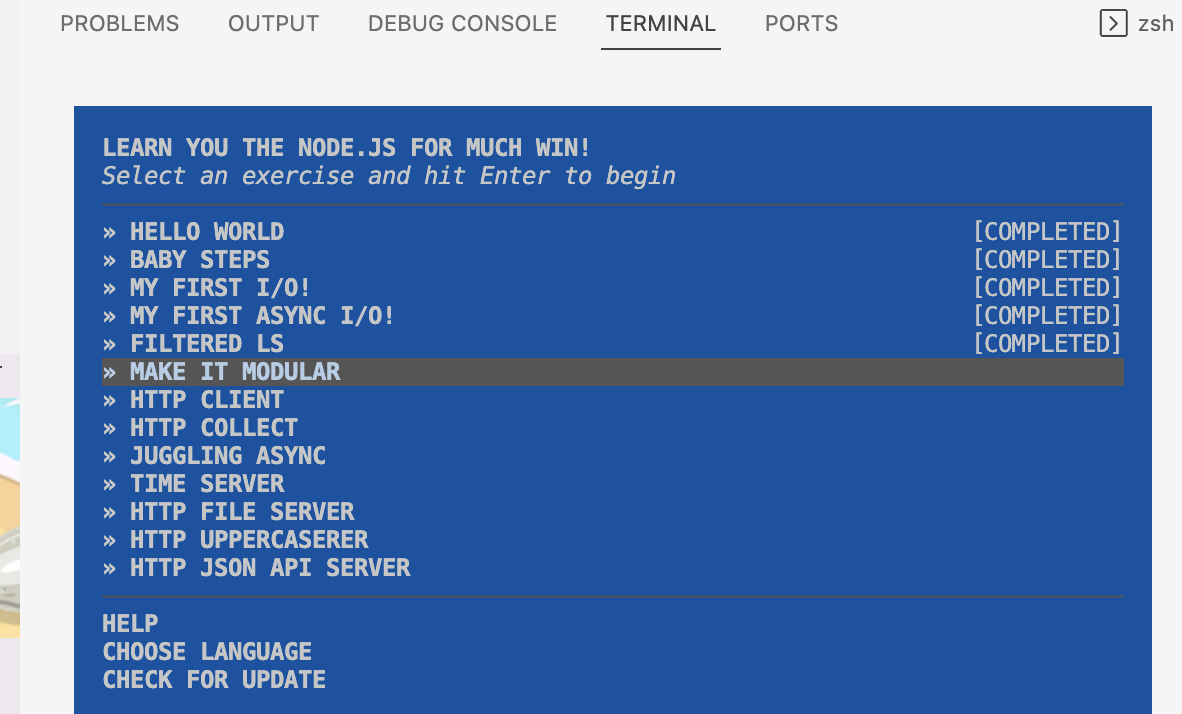 PROBLEMS OUTPUT DEBUG CONSOLE TERMINAL PORTS zsh
LEARN YOU THE NODE.JS FOR MUCH WIN!
Select an exercise and hit Enter to begin
» HELLO WORLD [COMPLETED]
» BABY STEPS [COMPLETED]
» MY FIRST I/O! [COMPLETED]
» MY FIRST ASYNC I/O! [COMPLETED]
» FILTERED LS [COMPLETED]
» MAKE IT MODULAR
» HTTP CLIENT
» HTTP COLLECT
» JUGGLING ASYNC
» TIME SERVER
» HTTP FILE SERVER
» HTTP UPPERCASERER
» HTTP JSON API SERVER
HELP
CHOOSE LANGUAGE
CHECK FOR UPDATE